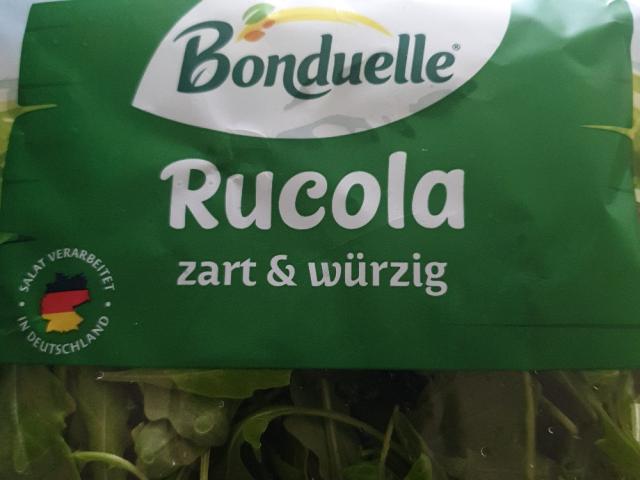 Bonduelle®
Rucola
zart & würzig
SALAT VERARBEITET
IN DEUTSCHLAND